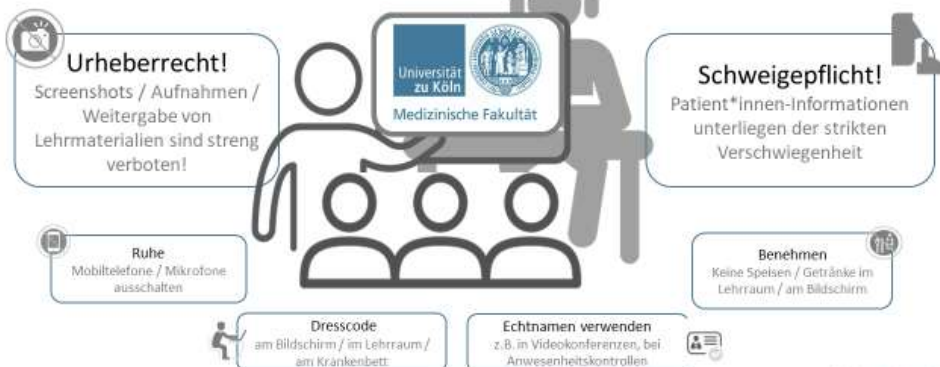 Urheberrecht!
Screenshots / Aufnahmen /
Weitergabe von
Lehrmaterialien sind streng
verboten!
Universität
zu Köln
Medizinische Fakultät
Schweigepflicht!
Patient*innen-Informationen
unterliegen der strikten
Verschwiegenheit
Ruhe
Mobiltelefone / Mikrofone
ausschalten
Benehmen
Keine Speisen / Getränke im
Lehrraum / am Bildschirm
Dresscode
am Bildschirm / im Lehrraum /
am Krankenbett
Echtnamen verwenden
z.B. in Videokonferenzen, bei
Anwesenheitskontrollen